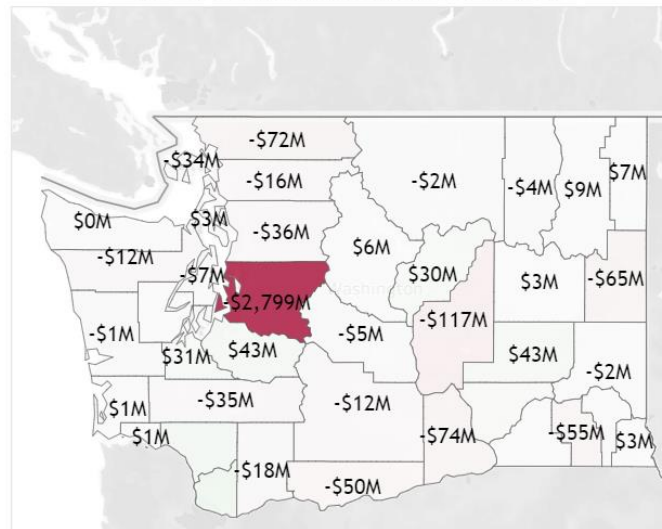 -$72M
-$34M
-$16M
-$2M
-$4M
$9M
$7M
$0M
$3M
-$36M
$6M
-$12M
-$7M
$30M
$3M
-$65M
Washington
-$2,799M
-$1M
-$5M
-$117M
$31M
$43M
$43M
-$2M
$1M
-$35M
-$12M
$1M
-$74M
-$55M
$3M
-$18M
-$50M